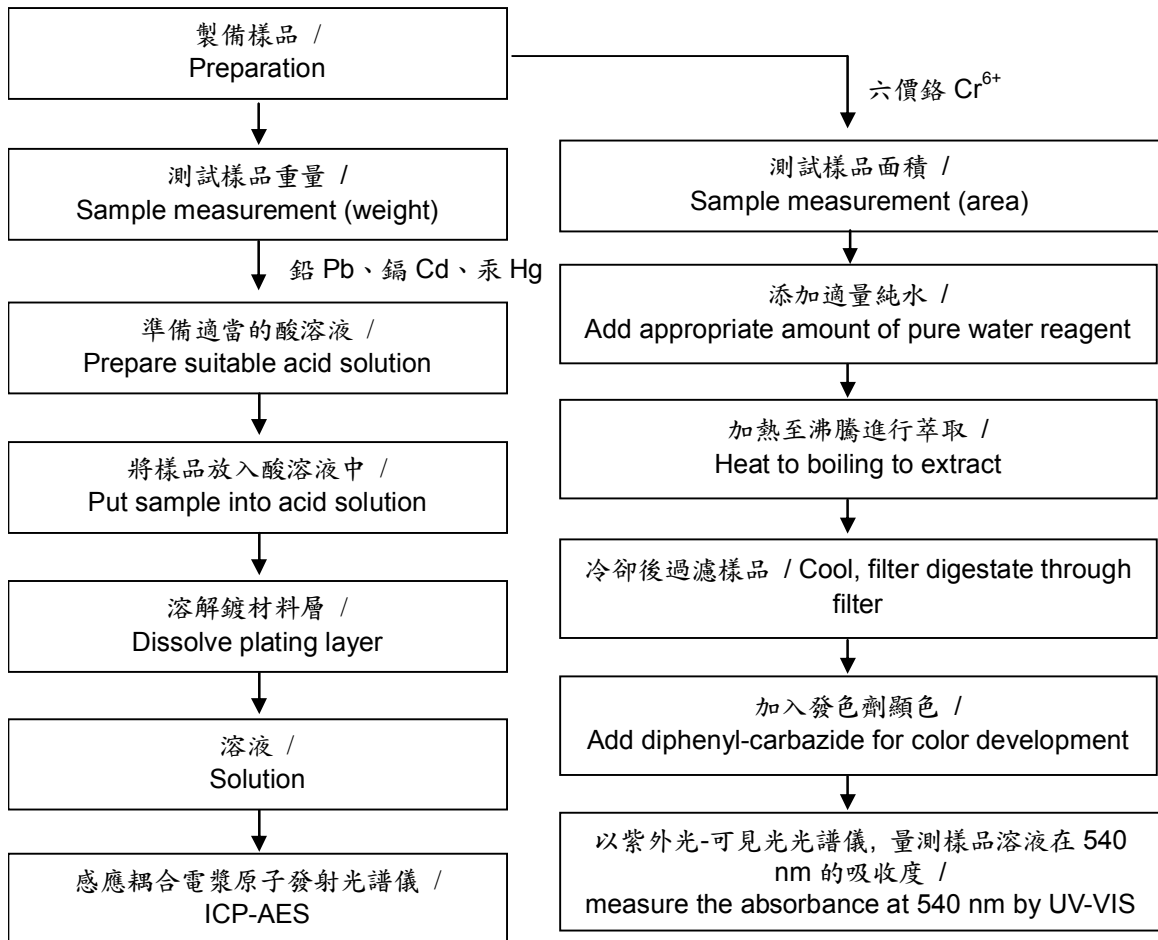 製備樣品 /
Preparation
六價鉻 Cr6+
測試樣品重量 /
Sample measurement (weight)
鉛 Pb、鎘 Cd、汞 Hg
準備適當的酸溶液 /
Prepare suitable acid solution
將樣品放入酸溶液中 /
Put sample into acid solution
溶解鍍材料層 /
Dissolve plating layer
溶液 /
Solution
感應耦合電漿原子發射光譜儀 /
ICP-AES
測試樣品面積 /
Sample measurement (area)
添加適量純水 /
Add appropriate amount of pure water reagent
加熱至沸騰進行萃取 /
Heat to boiling to extract
冷卻後過濾樣品 / Cool, filter digestate through
filter
加入發色劑顯色 /
Add diphenyl-carbazide for color development
以紫外光-可見光光譜儀, 量測樣品溶液在 540
nm 的吸收度 /
measure the absorbance at 540 nm by UV-VIS